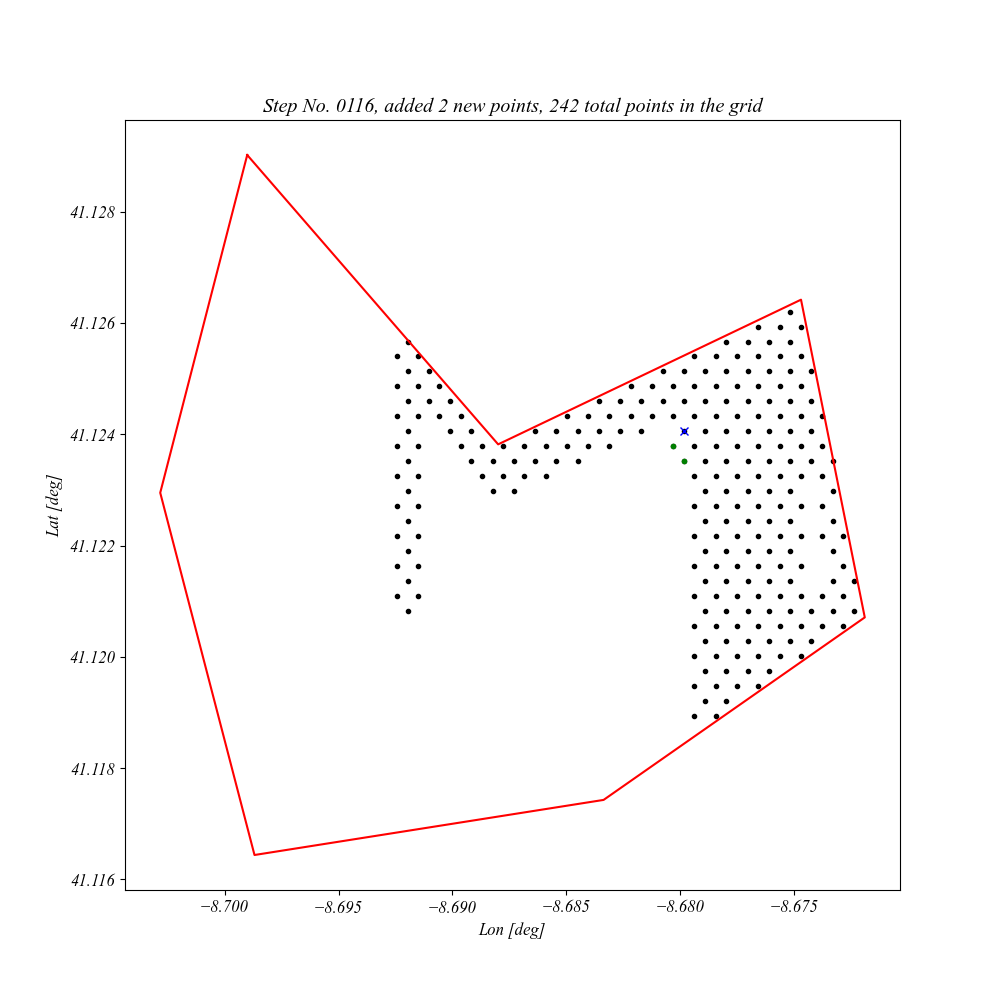 Step No. 0116, added 2 new points, 242 total points in the grid
41.128
41.126
41.124
41.122
41.120
41.118
41.116
Lat [deg]
−8.700 −8.695 −8.690 −8.685 −8.680 −8.675
Lon [deg]